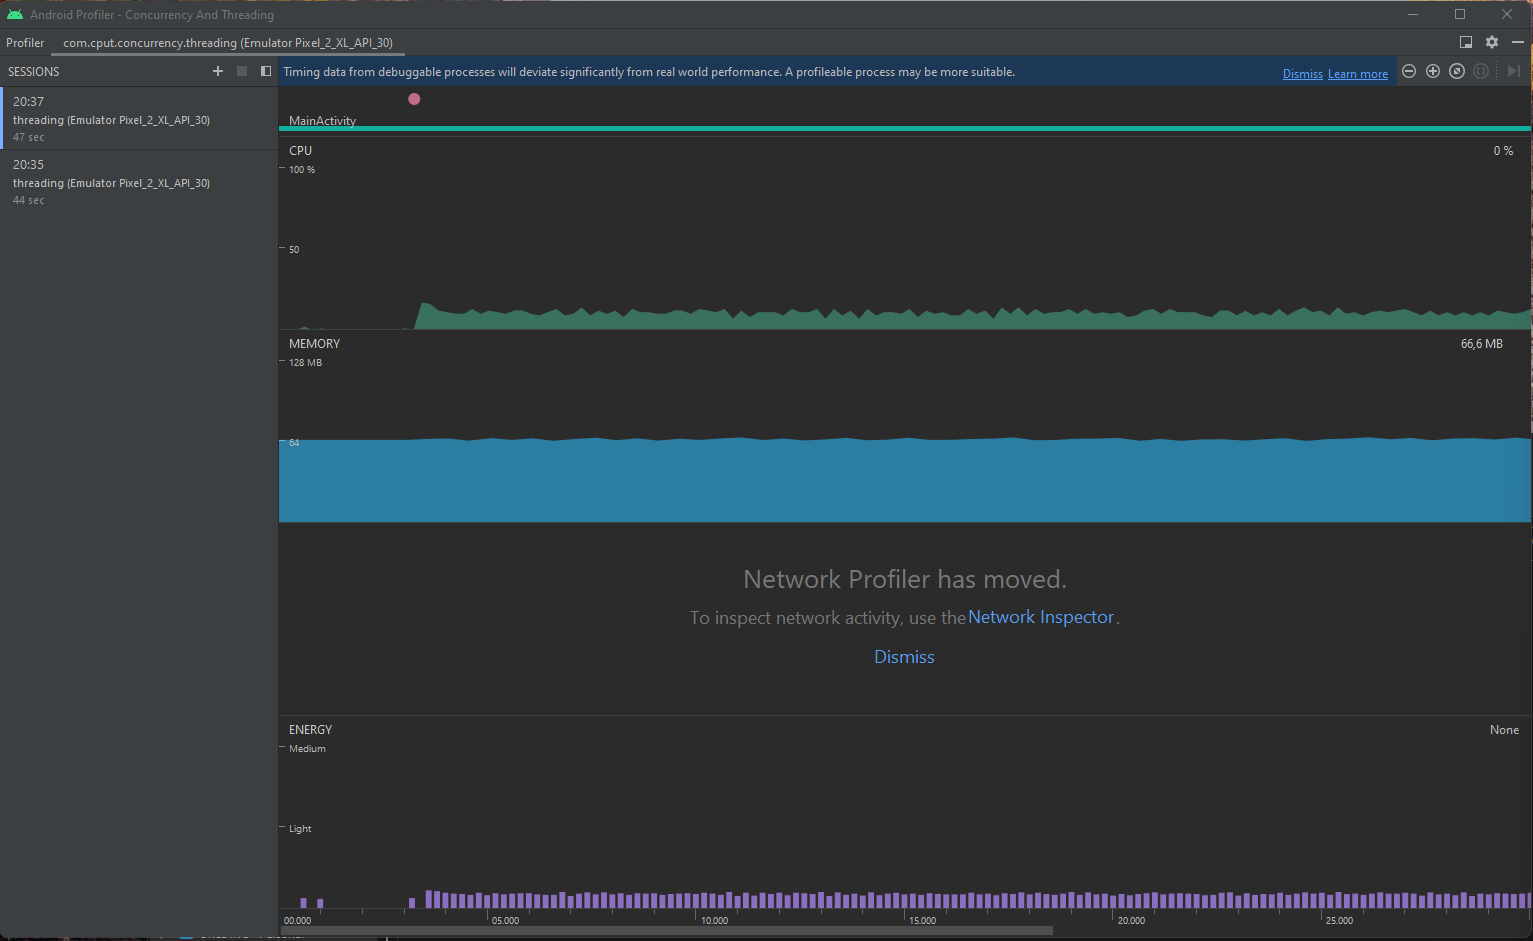 Android Profiler - Concurrency And Threading
Profiler com.cput.concurrency.threading (Emulator Pixel_2_XL_API_30)
SESSIONS
Timing data from debuggable processes will deviate significantly from real world performance. A profileable process may be more suitable. Dismiss Learn more
20:37
threading (Emulator Pixel_2_XL_API_30)
47 sec
20:35
threading (Emulator Pixel_2_XL_API_30)
44 sec
MainActivity
CPU 0 %
100 %
50
MEMORY 66,6 MB
128 MB
64
Network Profiler has moved.
To inspect network activity, use the Network Inspector.
Dismiss
ENERGY None
Medium
Light
00.000 05.000 10.000 15.000 20.000 25.000